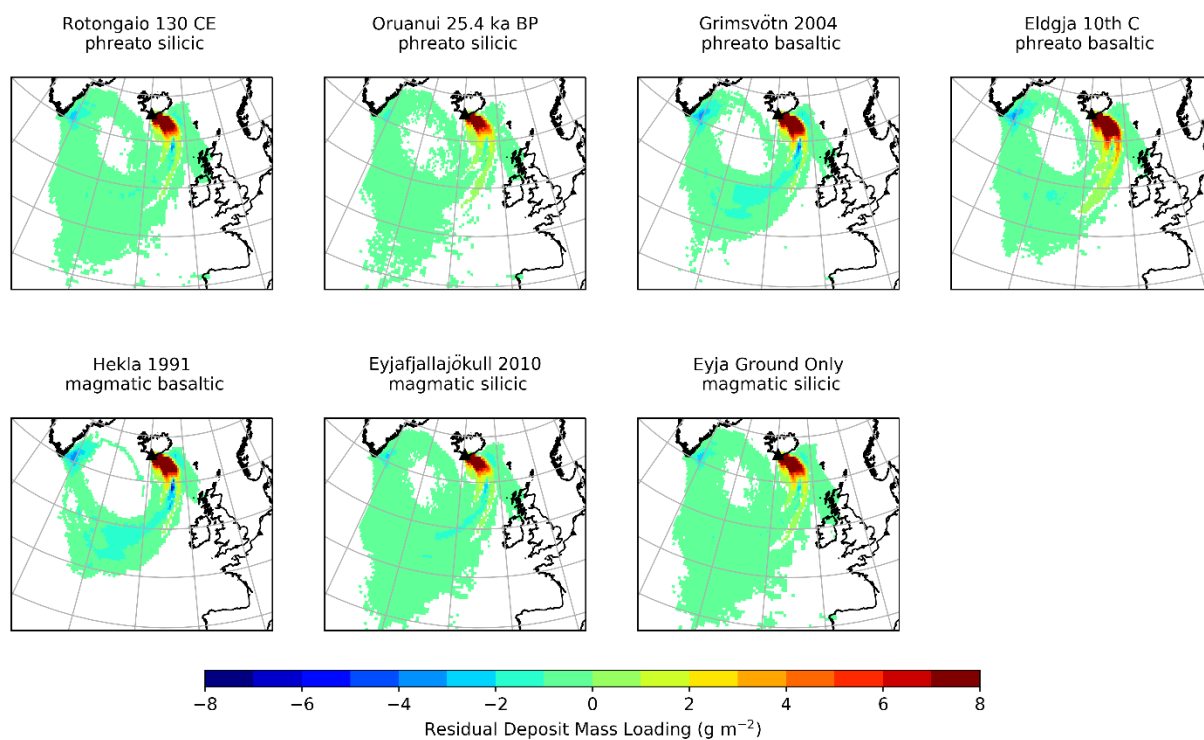 Rotongaio 130 CE
phreato silicic
Oruanui 25.4 ka BP
phreato silicic
Grimsvötn 2004
phreato basaltic
Eldgja 10th C
phreato basaltic
Hekla 1991
magmatic basaltic
Eyjafjallajökull 2010
magmatic silicic
Eyja Ground Only
magmatic silicic
−8 −6 −4 −2 0 2 4 6 8
Residual Deposit Mass Loading (g m⁻²)